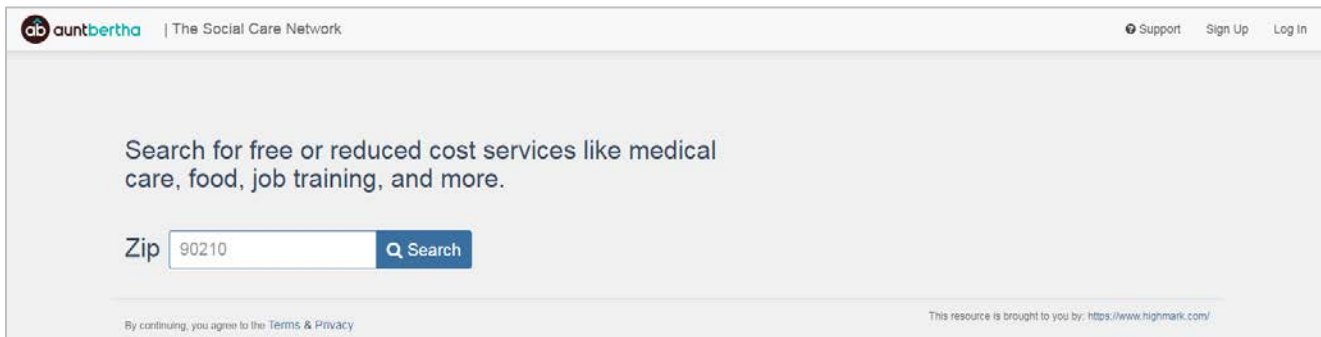 ab auntbertha | The Social Care Network
Support Sign Up Log In
Search for free or reduced cost services like medical
care, food, job training, and more.
Zip 90210 Search
By continuing, you agree to the Terms & Privacy
This resource is brought to you by: https://www.highmark.com/